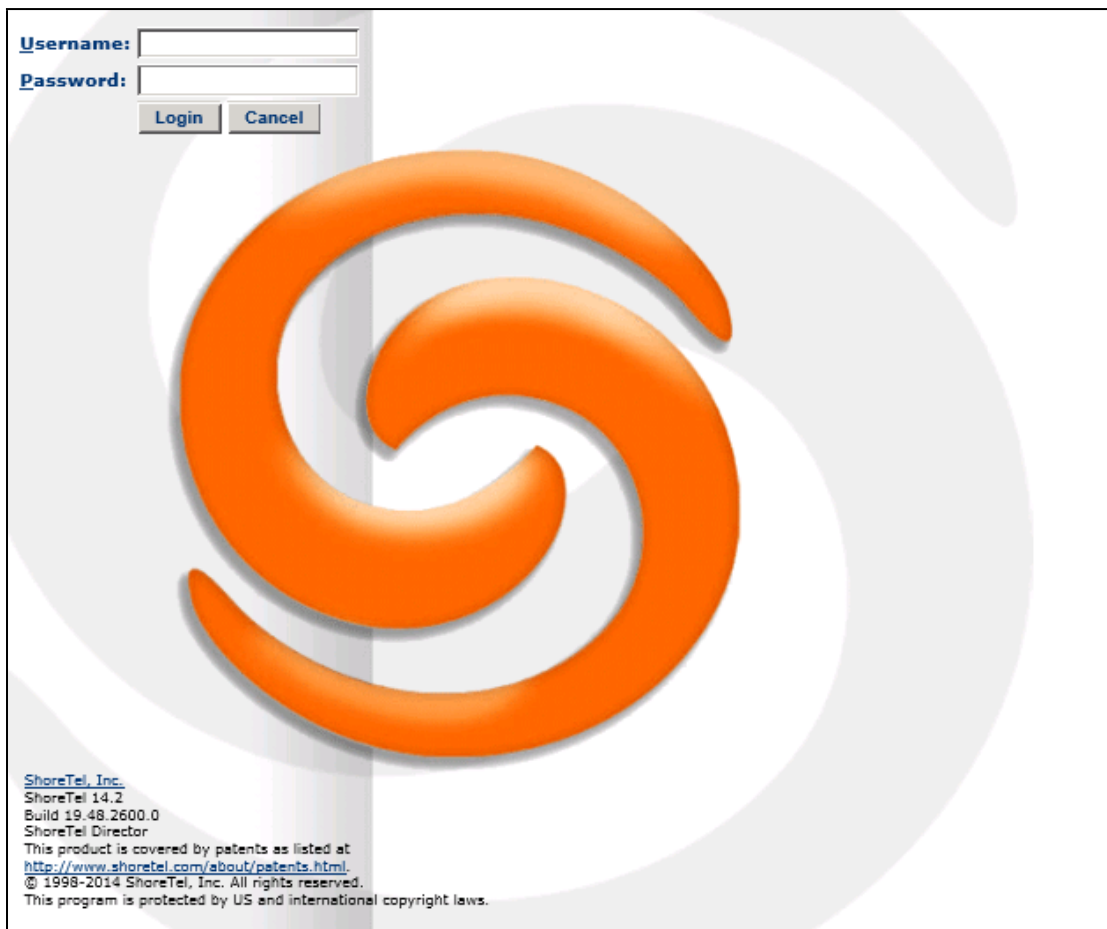 Username:
Password:
Login Cancel
ShoreTel, Inc.
ShoreTel 14.2
Build 19.48.2600.0
ShoreTel Director
This product is covered by patents as listed at
http://www.shoretel.com/about/patents.html.
© 1998-2014 ShoreTel, Inc. All rights reserved.
This program is protected by US and international copyright laws.